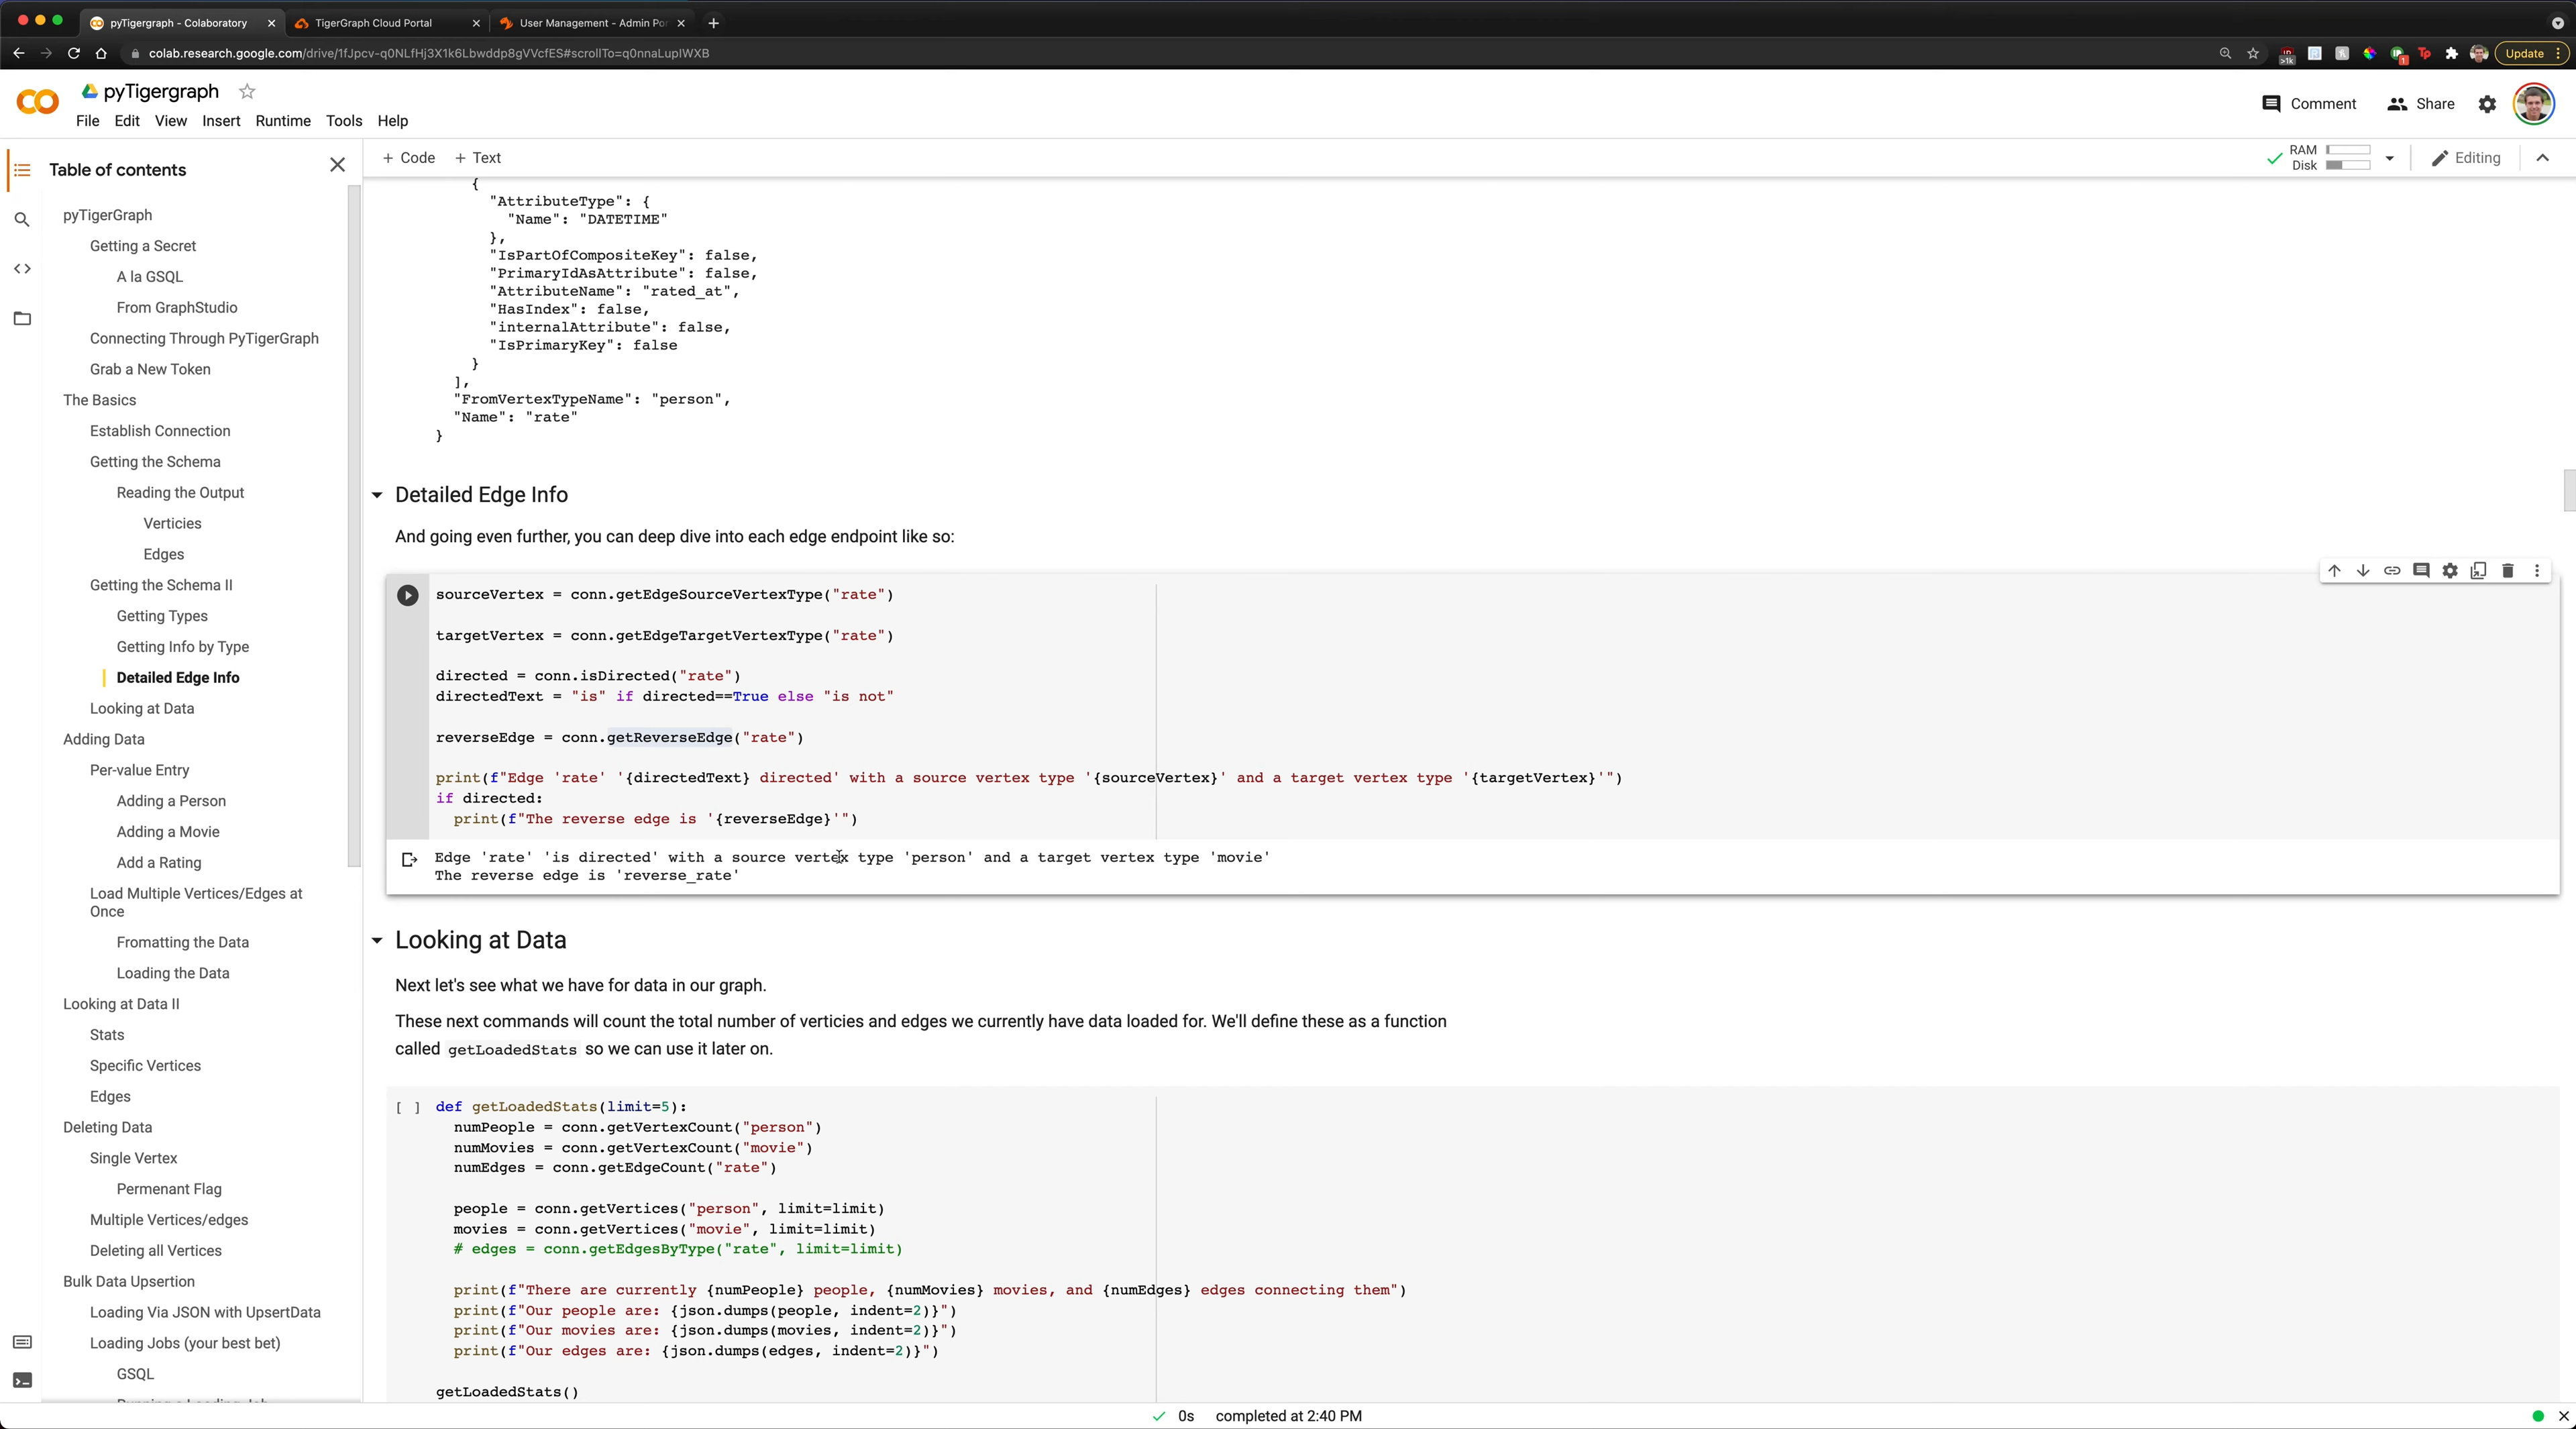 pyTigergraph - Colaboratory
TigerGraph Cloud Portal
User Management - Admin Por
colab.research.google.com/drive/1fJpcv-q0NLfHj3X1k6Lbwddp8gVVcfES#scrollTo=q0nnaLupIWXB
>1k
1
Tp
Update
pyTigergraph
File Edit View Insert Runtime Tools Help
Comment
Share
+ Code + Text
RAM
Disk
Editing
Table of contents
pyTigerGraph
Getting a Secret
A la GSQL
From GraphStudio
Connecting Through PyTigerGraph
Grab a New Token
The Basics
Establish Connection
Getting the Schema
Reading the Output
Verticies
Edges
Getting the Schema II
Getting Types
Getting Info by Type
Detailed Edge Info
Looking at Data
Adding Data
Per-value Entry
Adding a Person
Adding a Movie
Add a Rating
Load Multiple Vertices/Edges at
Once
Fromatting the Data
Loading the Data
Looking at Data II
Stats
Specific Vertices
Edges
Deleting Data
Single Vertex
Permenant Flag
Multiple Vertices/edges
Deleting all Vertices
Bulk Data Upsertion
Loading Via JSON with UpsertData
Loading Jobs (your best bet)
GSQL
Running a Loading Job
{
"AttributeType": {
"Name": "DATETIME"
},
"IsPartOfCompositeKey": false,
"PrimaryIdAsAttribute": false,
"AttributeName": "rated_at",
"HasIndex": false,
"internalAttribute": false,
"IsPrimaryKey": false
}
],
"FromVertexTypeName": "person",
"Name": "rate"
}
Detailed Edge Info
And going even further, you can deep dive into each edge endpoint like so:
sourceVertex = conn.getEdgeSourceVertexType("rate")
targetVertex = conn.getEdgeTargetVertexType("rate")
directed = conn.isDirected("rate")
directedText = "is" if directed==True else "is not"
reverseEdge = conn.getReverseEdge("rate")
print(f"Edge 'rate' '{directedText} directed' with a source vertex type '{sourceVertex}' and a target vertex type '{targetVertex}'")
if directed:
print(f"The reverse edge is '{reverseEdge}'")
Edge 'rate' 'is directed' with a source vertex type 'person' and a target vertex type 'movie'
The reverse edge is 'reverse_rate'
Looking at Data
Next let's see what we have for data in our graph.
These next commands will count the total number of verticies and edges we currently have data loaded for. We'll define these as a function
called getLoadedStats so we can use it later on.
[ ] def getLoadedStats(limit=5):
numPeople = conn.getVertexCount("person")
numMovies = conn.getVertexCount("movie")
numEdges = conn.getEdgeCount("rate")
people = conn.getVertices("person", limit=limit)
movies = conn.getVertices("movie", limit=limit)
# edges = conn.getEdgesByType("rate", limit=limit)
print(f"There are currently {numPeople} people, {numMovies} movies, and {numEdges} edges connecting them")
print(f"Our people are: {json.dumps(people, indent=2)}")
print(f"Our movies are: {json.dumps(movies, indent=2)}")
print(f"Our edges are: {json.dumps(edges, indent=2)}")
getLoadedStats()
0s completed at 2:40 PM